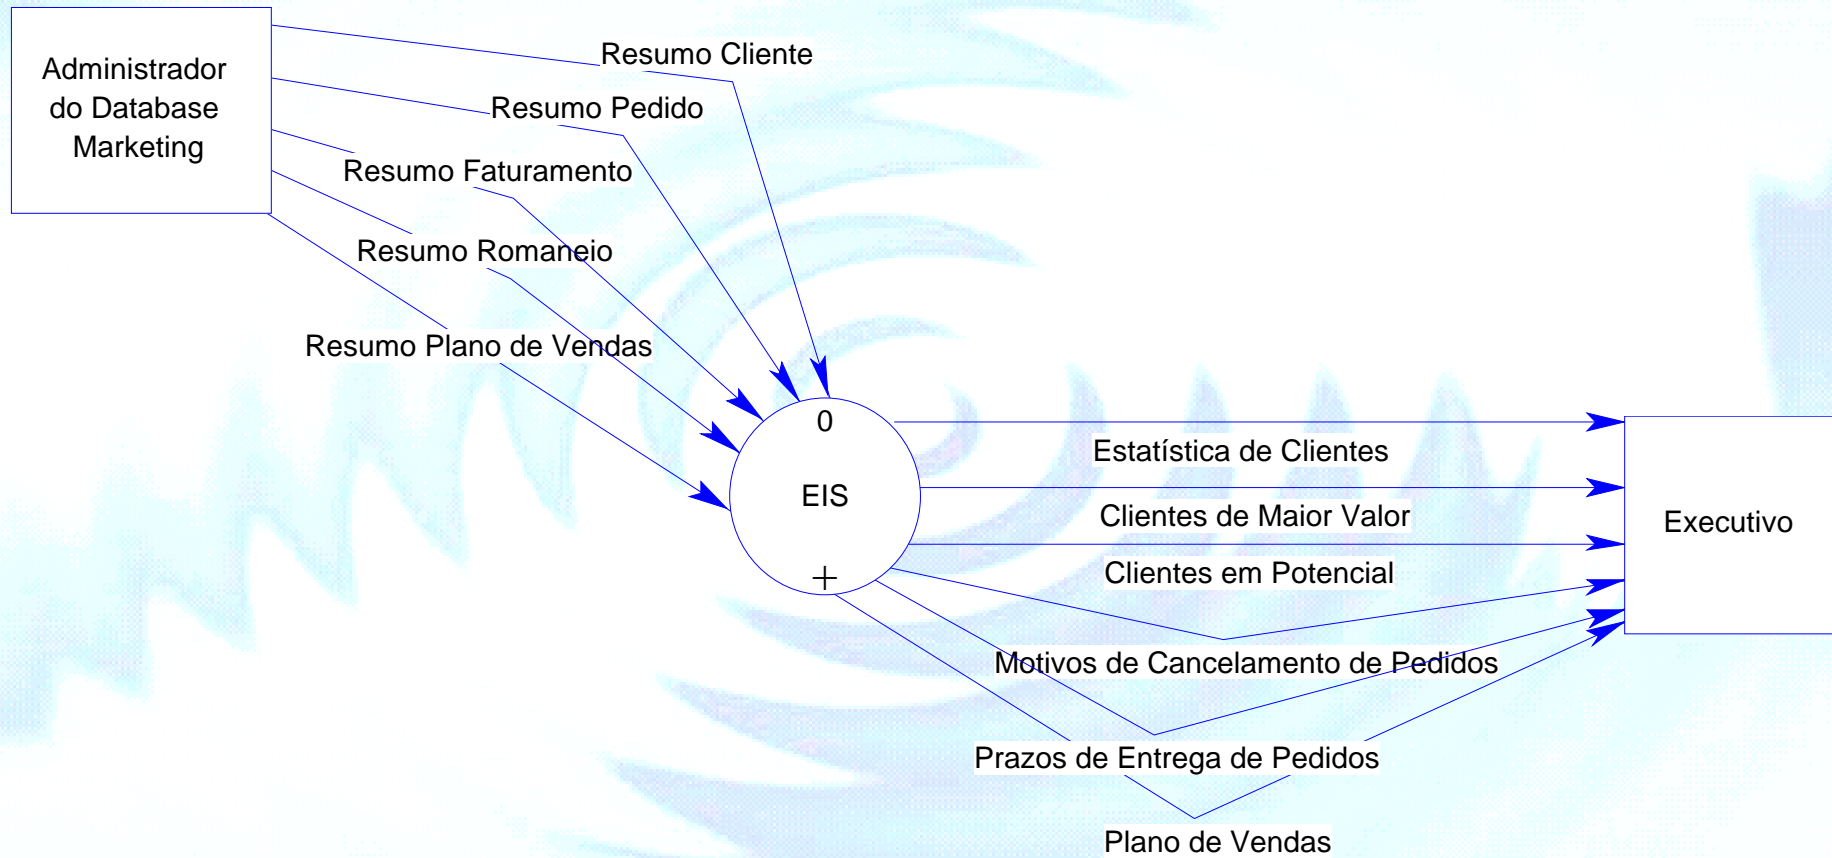 Administrador
do Database
Marketing
Resumo Cliente
Resumo Pedido
Resumo Faturamento
Resumo Romaneio
Resumo Plano de Vendas
0
EIS
+
Estatística de Clientes
Clientes de Maior Valor
Clientes em Potencial
Motivos de Cancelamento de Pedidos
Prazos de Entrega de Pedidos
Plano de Vendas
Executivo